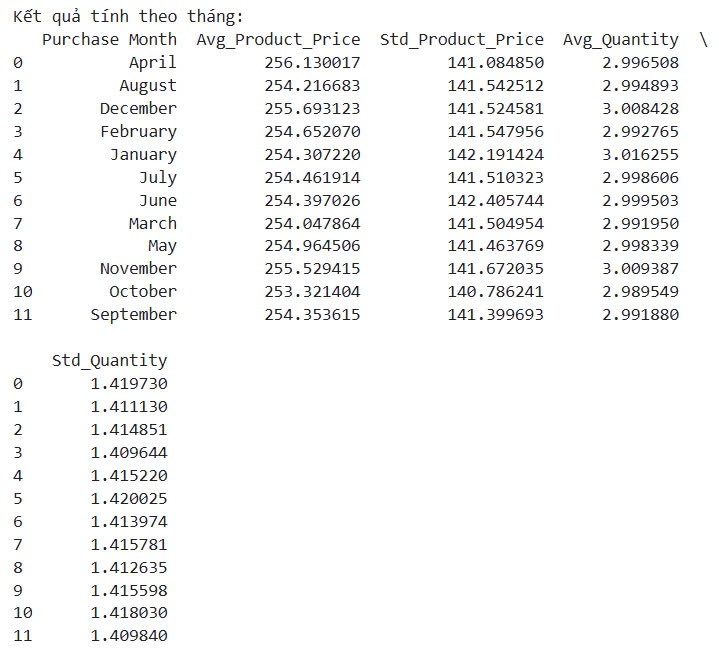 Kết quả tính theo tháng:
   Purchase Month  Avg_Product_Price  Std_Product_Price  Avg_Quantity  \
0           April         256.130017         141.084850      2.996508
1          August         254.216683         141.542512      2.994893
2        December         255.693123         141.524581      3.008428
3        February         254.652070         141.547956      2.992765
4         January         254.307220         142.191424      3.016255
5            July         254.461914         141.510323      2.998606
6            June         254.397026         142.405744      2.999503
7           March         254.047864         141.504954      2.991950
8             May         254.964506         141.463769      2.998339
9        November         255.529415         141.672035      3.009387
10        October         253.321404         140.786241      2.989549
11      September         254.353615         141.399693      2.991880

    Std_Quantity
0       1.419730
1       1.411130
2       1.414851
3       1.409644
4       1.415220
5       1.420025
6       1.413974
7       1.415781
8       1.412635
9       1.415598
10      1.418030
11      1.409840